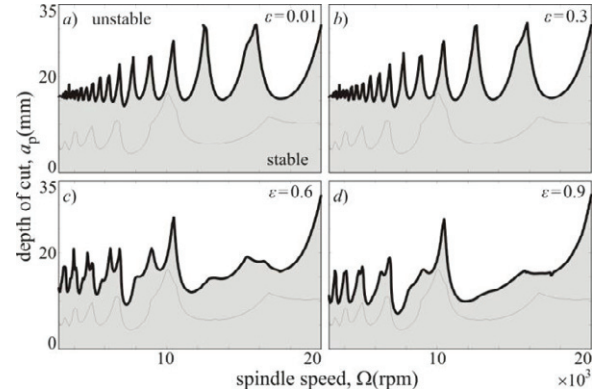 35
a) unstable
ε=0.01
b)
ε=0.3
20
0
stable
35
c)
ε=0.6
d)
ε=0.9
20
0
10
20
10
20
×10³
depth of cut, aₚ(mm)
spindle speed, Ω(rpm)